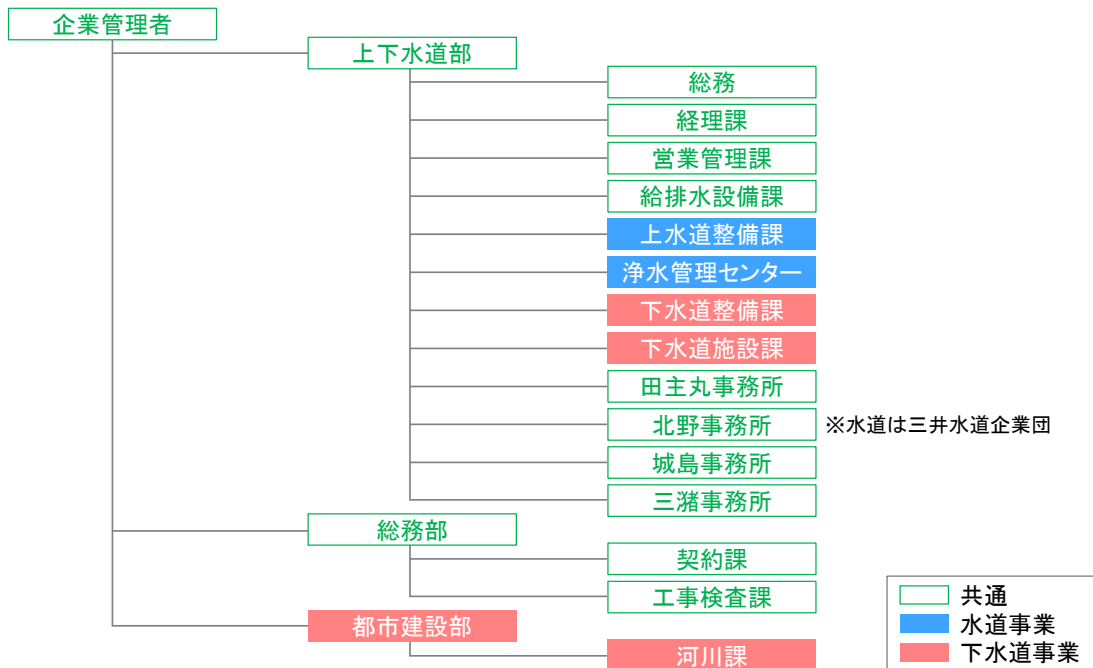 企業管理者
上下水道部
総務
経理課
営業管理課
給排水設備課
上水道整備課
浄水管理センター
下水道整備課
下水道施設課
田主丸事務所
北野事務所 ※水道は三井水道企業団
城島事務所
三潴事務所
総務部
契約課
工事検査課
都市建設部
河川課
共通
水道事業
下水道事業